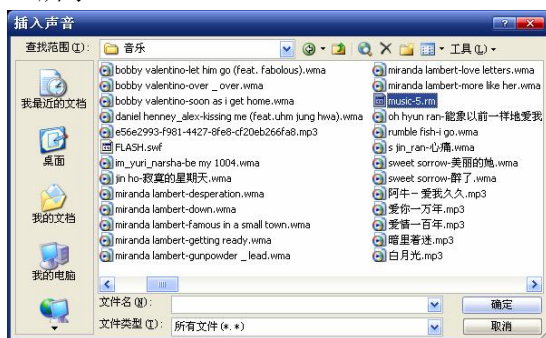 插入声音
查找范围(I):
音乐
工具(L)
我最近的文档
桌面
我的文档
我的电脑
bobby valentino-let him go (feat. fabolous).wma
bobby valentino-over _ over.wma
bobby valentino-soon as i get home.wma
daniel henney_alex-kissing me (feat.uhm jung hwa).wma
e56e2993-f981-4427-8fe8-cf20eb266fa8.mp3
FLASH.swf
im_yuri_narsha-be my 1004.wma
jin ho-寂寞的星期天.wma
miranda lambert-desperation.wma
miranda lambert-down.wma
miranda lambert-famous in a small town.wma
miranda lambert-getting ready.wma
miranda lambert-gunpowder _ lead.wma
miranda lambert-love letters.wma
miranda lambert-more like her.wma
music-5.rm
oh hyun ran-能象以前一样地爱我
rumble fish-i go.wma
s jin_ran-心痛.wma
sweet sorrow-美丽的她.wma
sweet sorrow-醉了.wma
阿牛－爱我久久.mp3
爱你一万年.mp3
爱情一百年.mp3
暗里着迷.mp3
白月光.mp3
文件名(N):
确定
文件类型(T):
所有文件(*.*)
取消